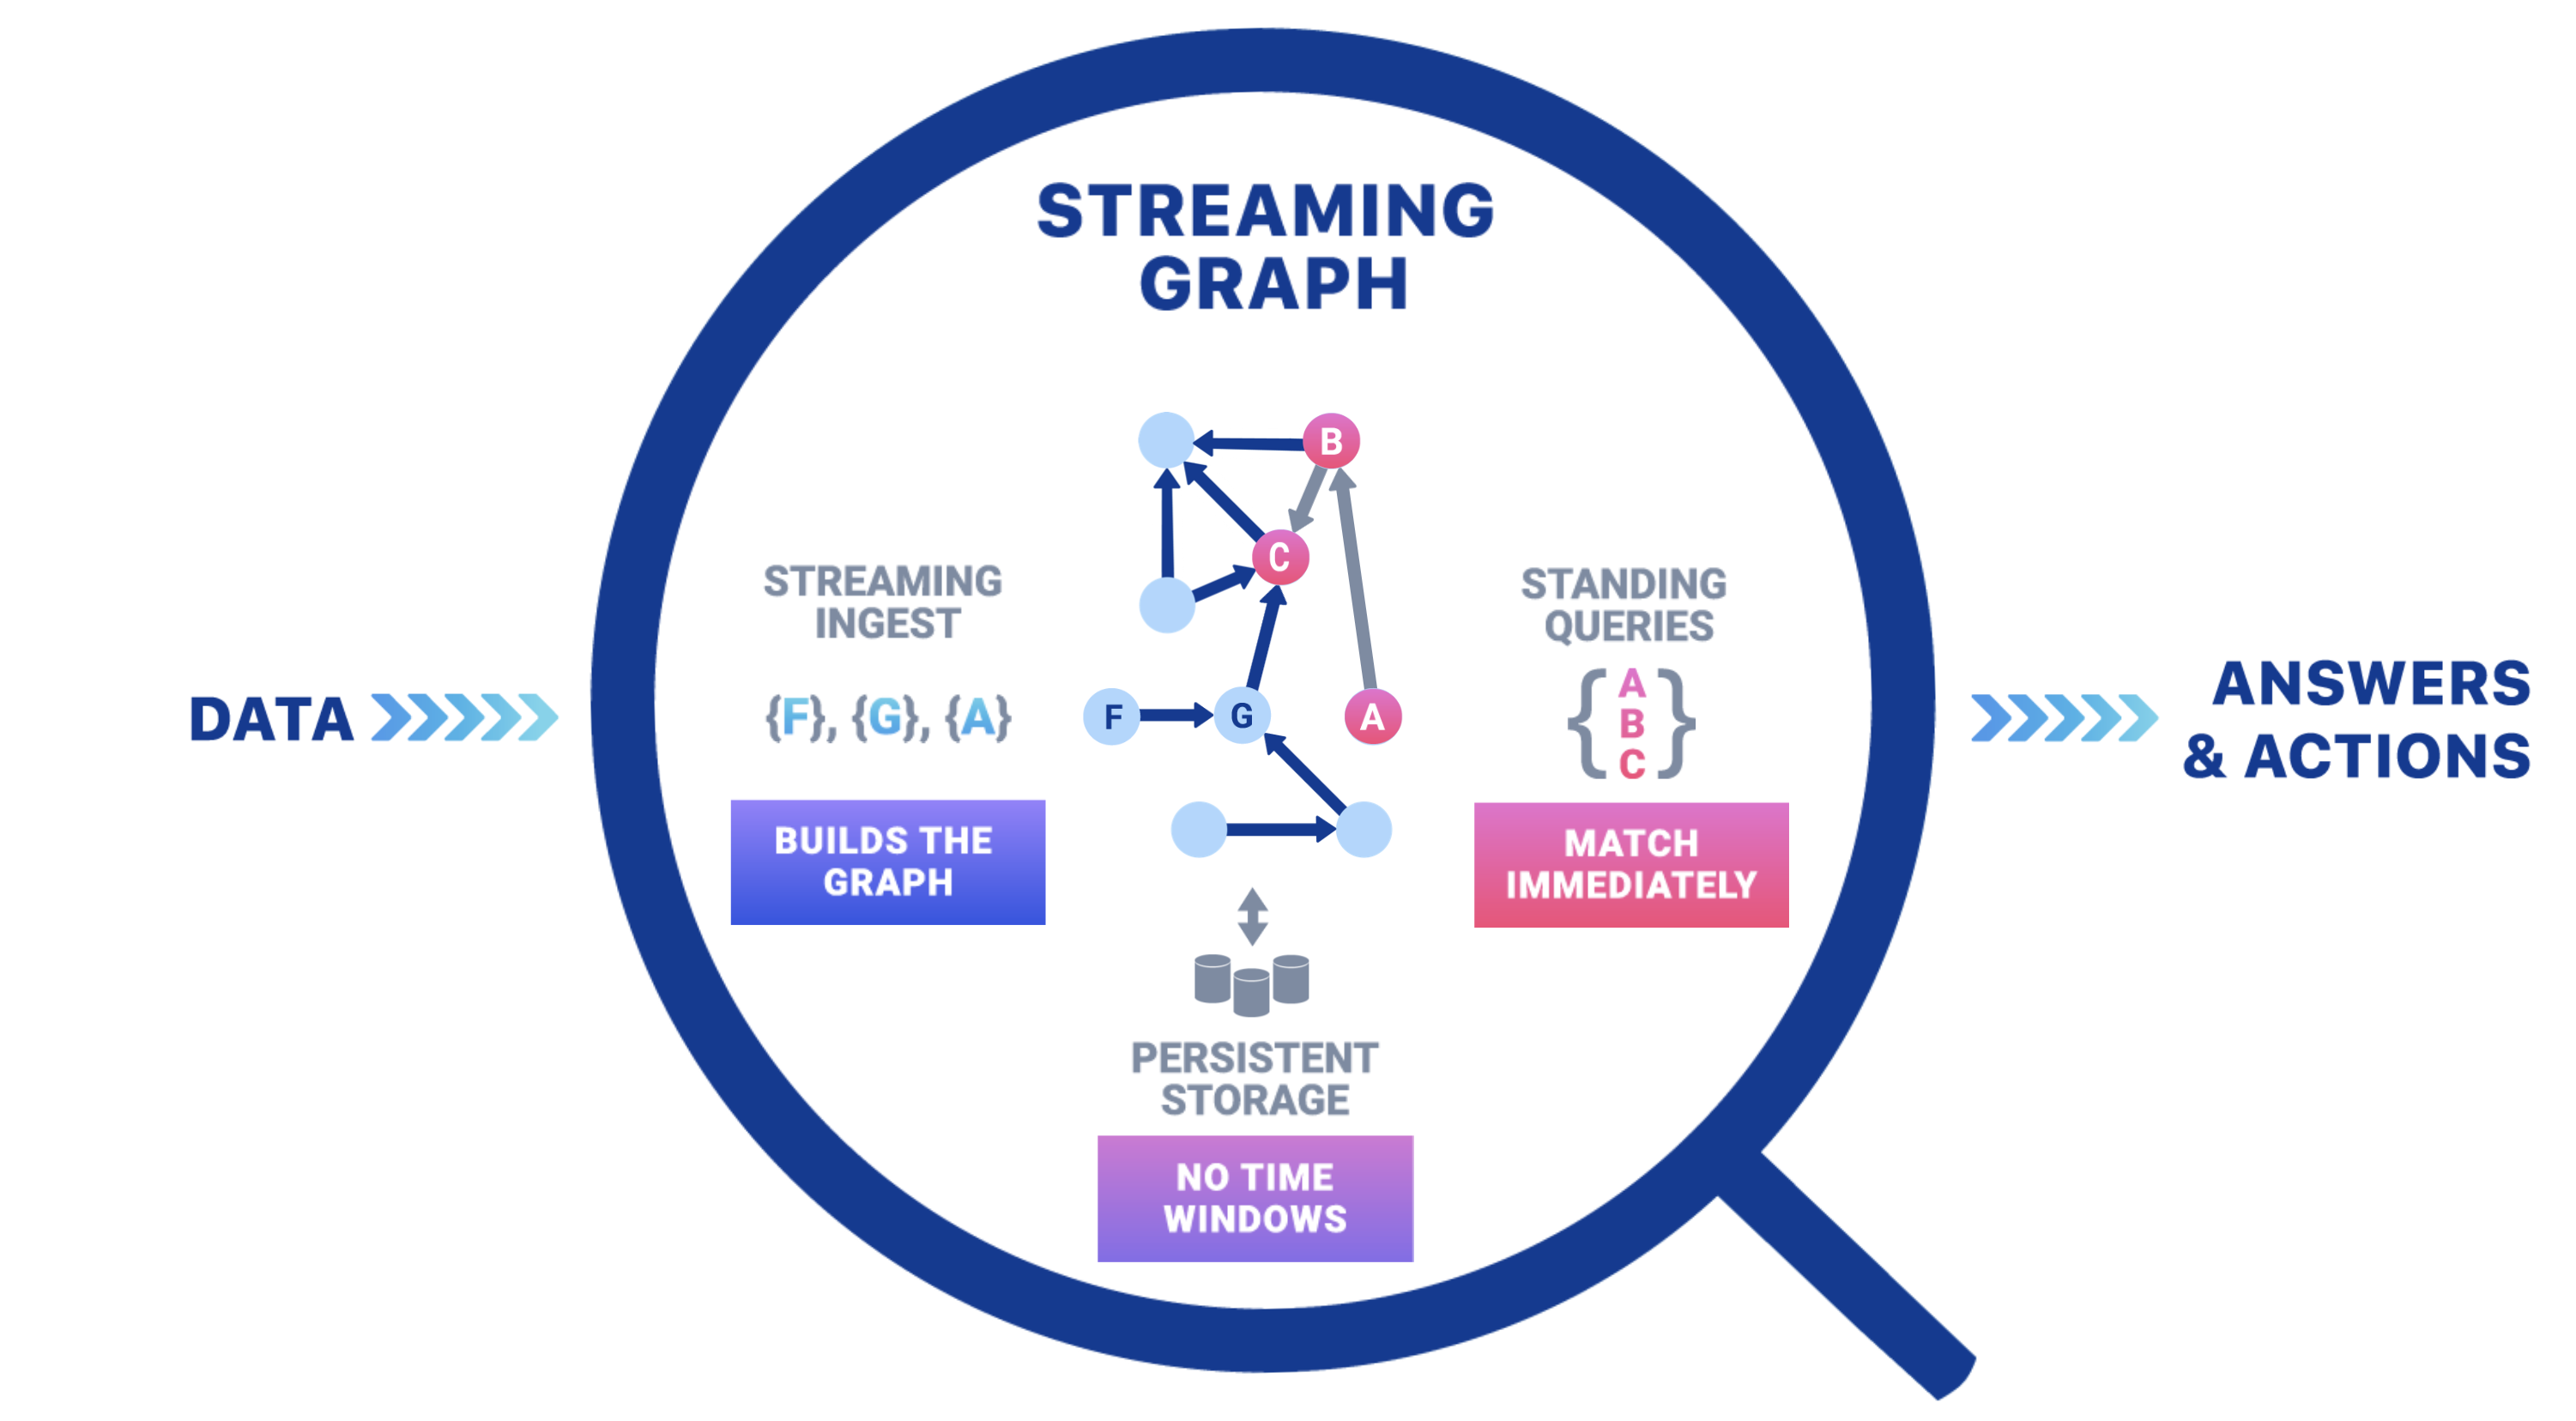 STREAMING
GRAPH
B
C
STREAMING
INGEST
{F}, {G}, {A}
BUILDS THE
GRAPH
F
G
A
STANDING
QUERIES
{A
B
C}
MATCH
IMMEDIATELY
DATA
ANSWERS
& ACTIONS
PERSISTENT
STORAGE
NO TIME
WINDOWS